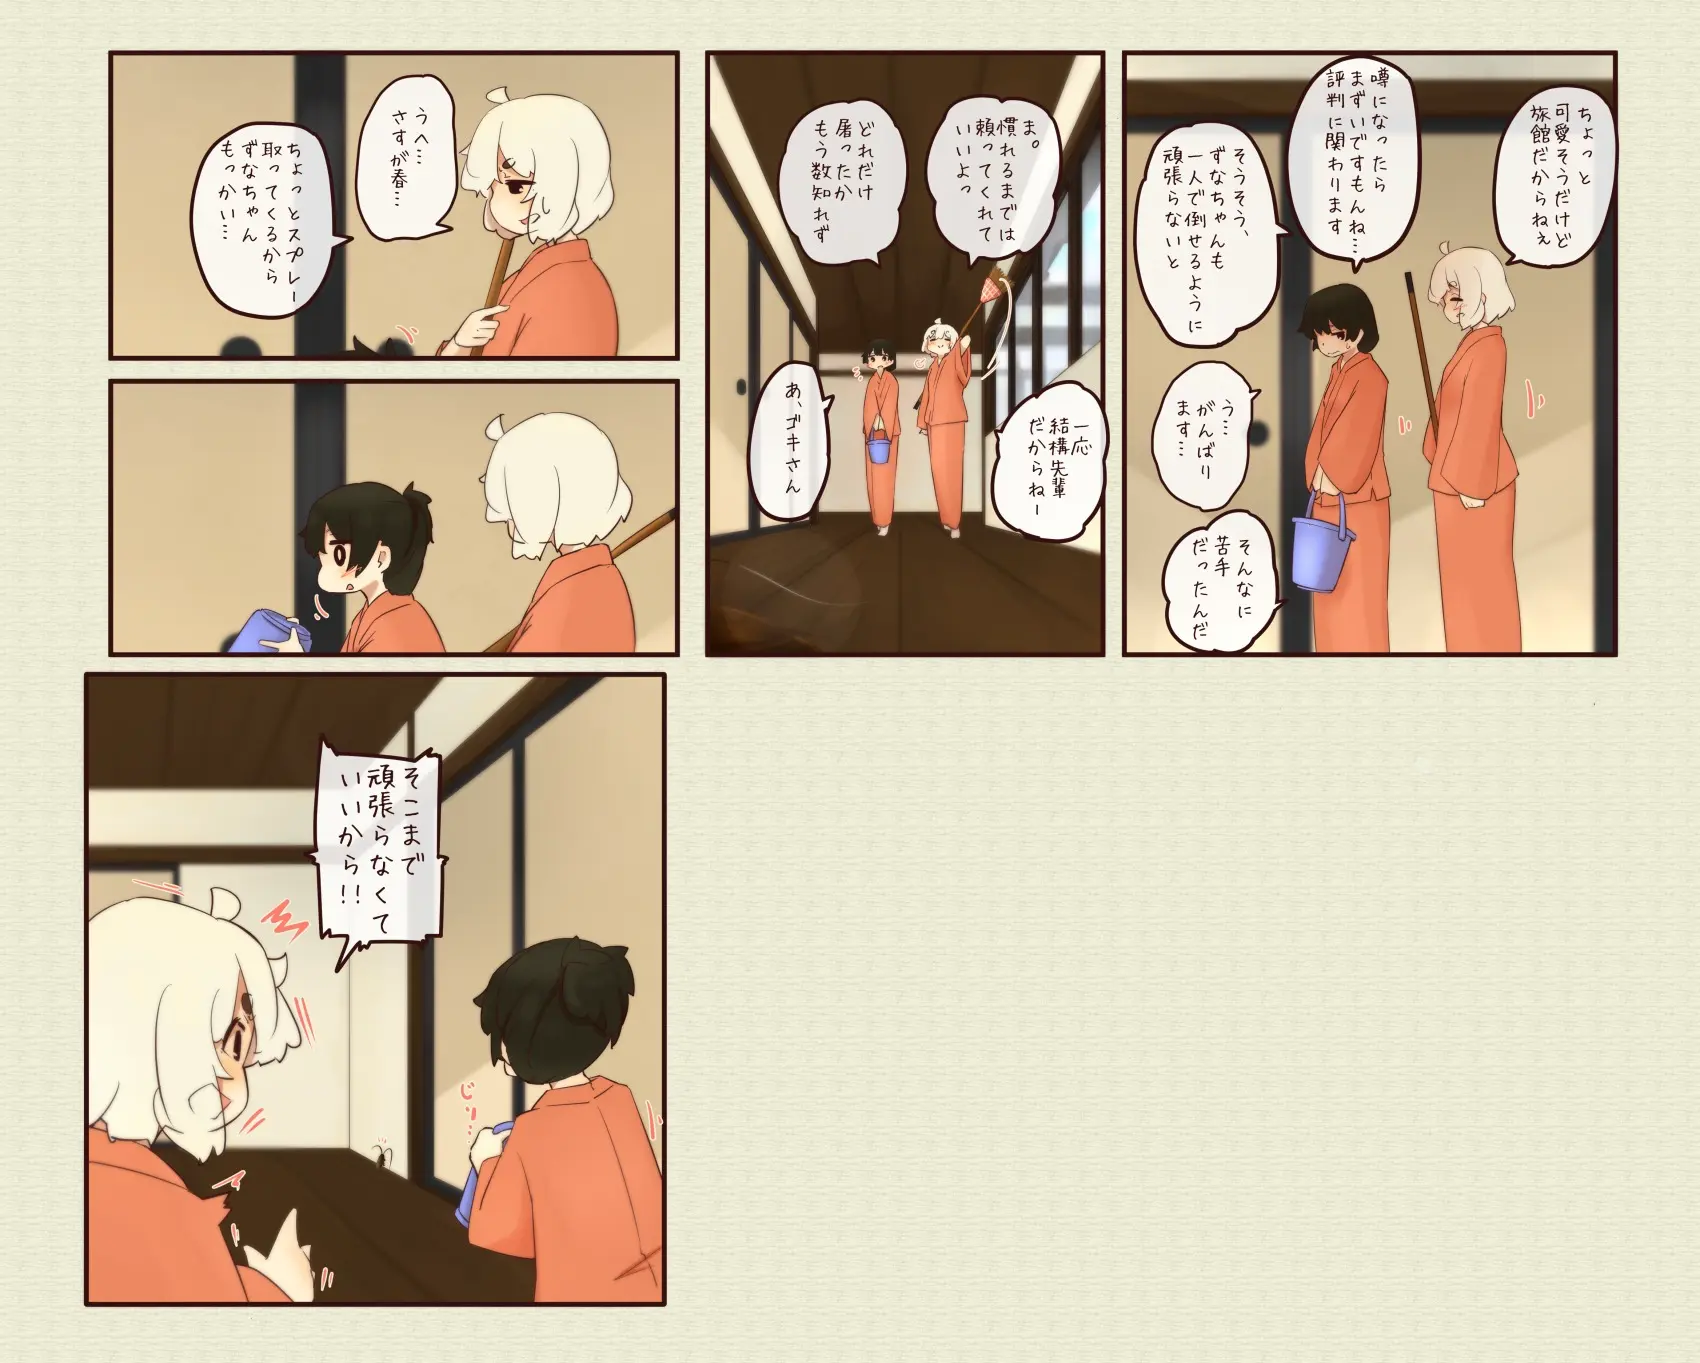 ちょっと
可愛そうだけど
旅館だからねぇ
噂になったら
まずいですもんね…
評判に関わります
そうそう、
ずなちゃんも
一人で倒せるように
頑張らないと
う…
がんばり
ます…
そんなに
苦手
だったんだ
ま。
慣れるまでは
頼ってくれて
いいよっ
どれだけ
屠ったか
もう数知れず
一応
結構先輩
だからねー
あ、ゴキさん
うへ…
さすが春…
ちょっとスプレー
取ってくるから
ずなちゃん
もっかい…
そこまで
頑張らなくて
いいから!!
じり…